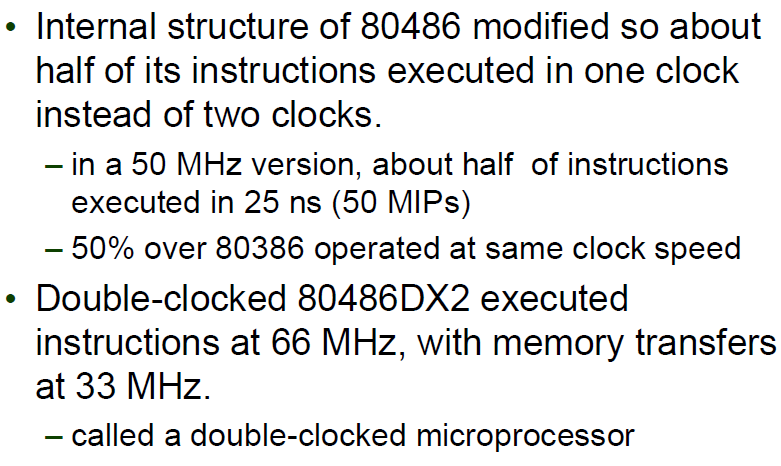 • Internal structure of 80486 modified so about
half of its instructions executed in one clock
instead of two clocks.
– in a 50 MHz version, about half of instructions
executed in 25 ns (50 MIPs)
– 50% over 80386 operated at same clock speed
• Double-clocked 80486DX2 executed
instructions at 66 MHz, with memory transfers
at 33 MHz.
– called a double-clocked microprocessor